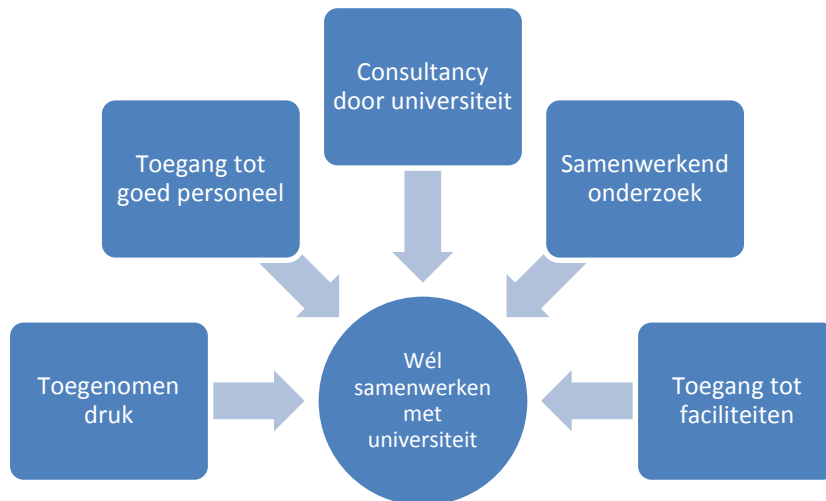 Consultancy
door universiteit
Toegang tot
goed personeel
Samenwerkend
onderzoek
Toegenomen
druk
Wél
samenwerken
met
universiteit
Toegang tot
faciliteiten